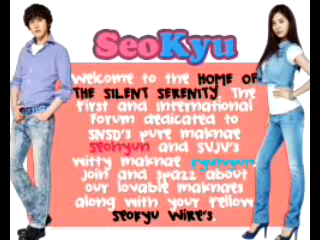 SeoKyu
Welcome to the HOME OF
THE SILENT SERENITY. The
first and international
forum dedicated to
SNSD's pure maknae
seohyun and SUJU's
witty maknae kyuhyun
join and spazz about
our lovable maknaes
along with your fellow
SEOKYU WIRE's.